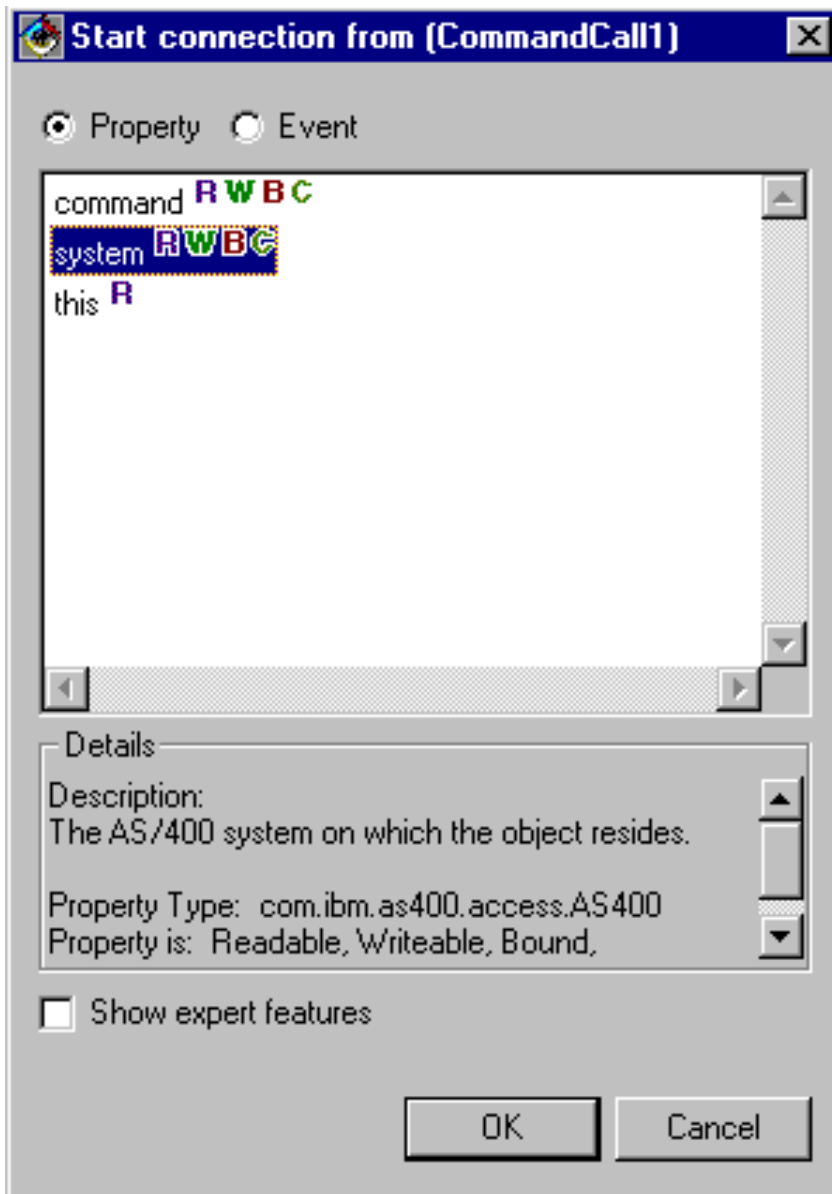 Start connection from (CommandCall1)
Property Event
command R W B C
system R W B C
this R
Details
Description:
The AS/400 system on which the object resides.
Property Type: com.ibm.as400.access.AS400
Property is: Readable, Writeable, Bound,
Show expert features
OK Cancel